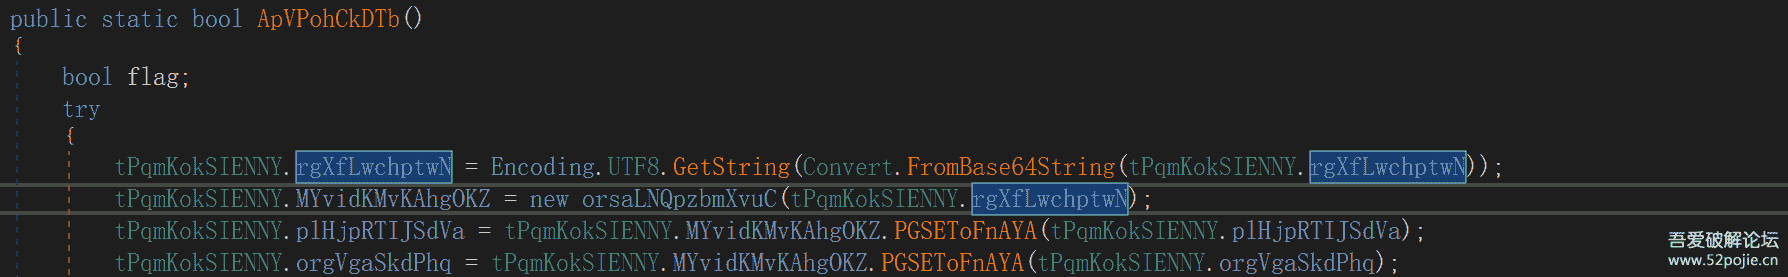 public static bool ApVPohCkDTb()
{
bool flag;
try
{
tPqmKokSIENNY.rgXfLwchptwN = Encoding.UTF8.GetString(Convert.FromBase64String(tPqmKokSIENNY.rgXfLwchptwN));
tPqmKokSIENNY.MYvidKMvKAhgOKZ = new orsaLNQpzbmXvuC(tPqmKokSIENNY.rgXfLwchptwN);
tPqmKokSIENNY.plHjpRTIJSdVa = tPqmKokSIENNY.MYvidKMvKAhgOKZ.PGSEToFnAYA(tPqmKokSIENNY.plHjpRTIJSdVa);
tPqmKokSIENNY.orgVgaSkdPhq = tPqmKokSIENNY.MYvidKMvKAhgOKZ.PGSEToFnAYA(tPqmKokSIENNY.orgVgaSkdPhq);
吾爱破解论坛
www.52pojie.cn